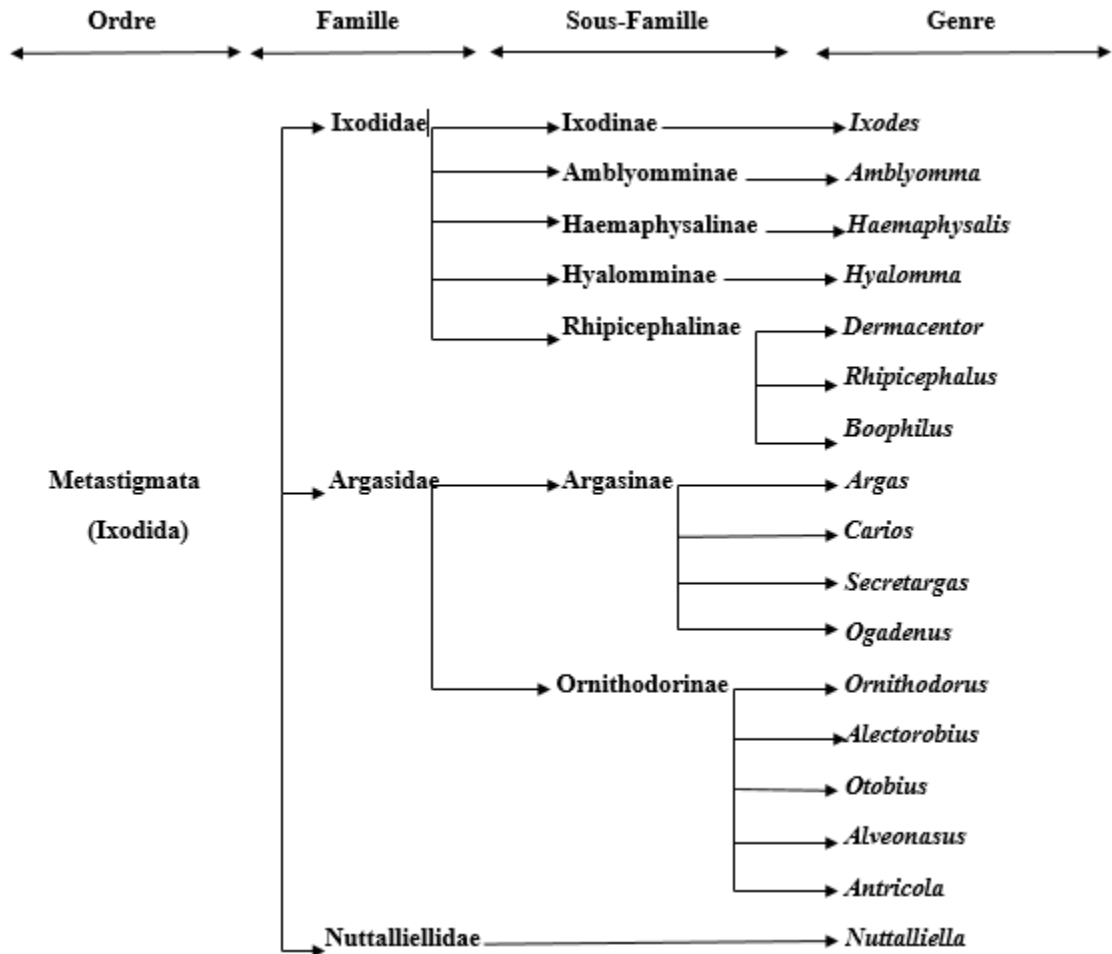 Ordre Famille Sous-Famille Genre
Ixodidae Ixodinae Ixodes
Amblyomminae Amblyomma
Haemaphysalinae Haemaphysalis
Hyalomminae Hyalomma
Rhipicephalinae Dermacentor
Rhipicephalus
Boophilus
Metastigmata Argasidae Argasinae Argas
(Ixodida) Carios
Secretargas
Ogadenus
Ornithodorinae Ornithodorus
Alectorobius
Otobius
Alveonasus
Antricola
Nuttalliellidae Nuttalliella